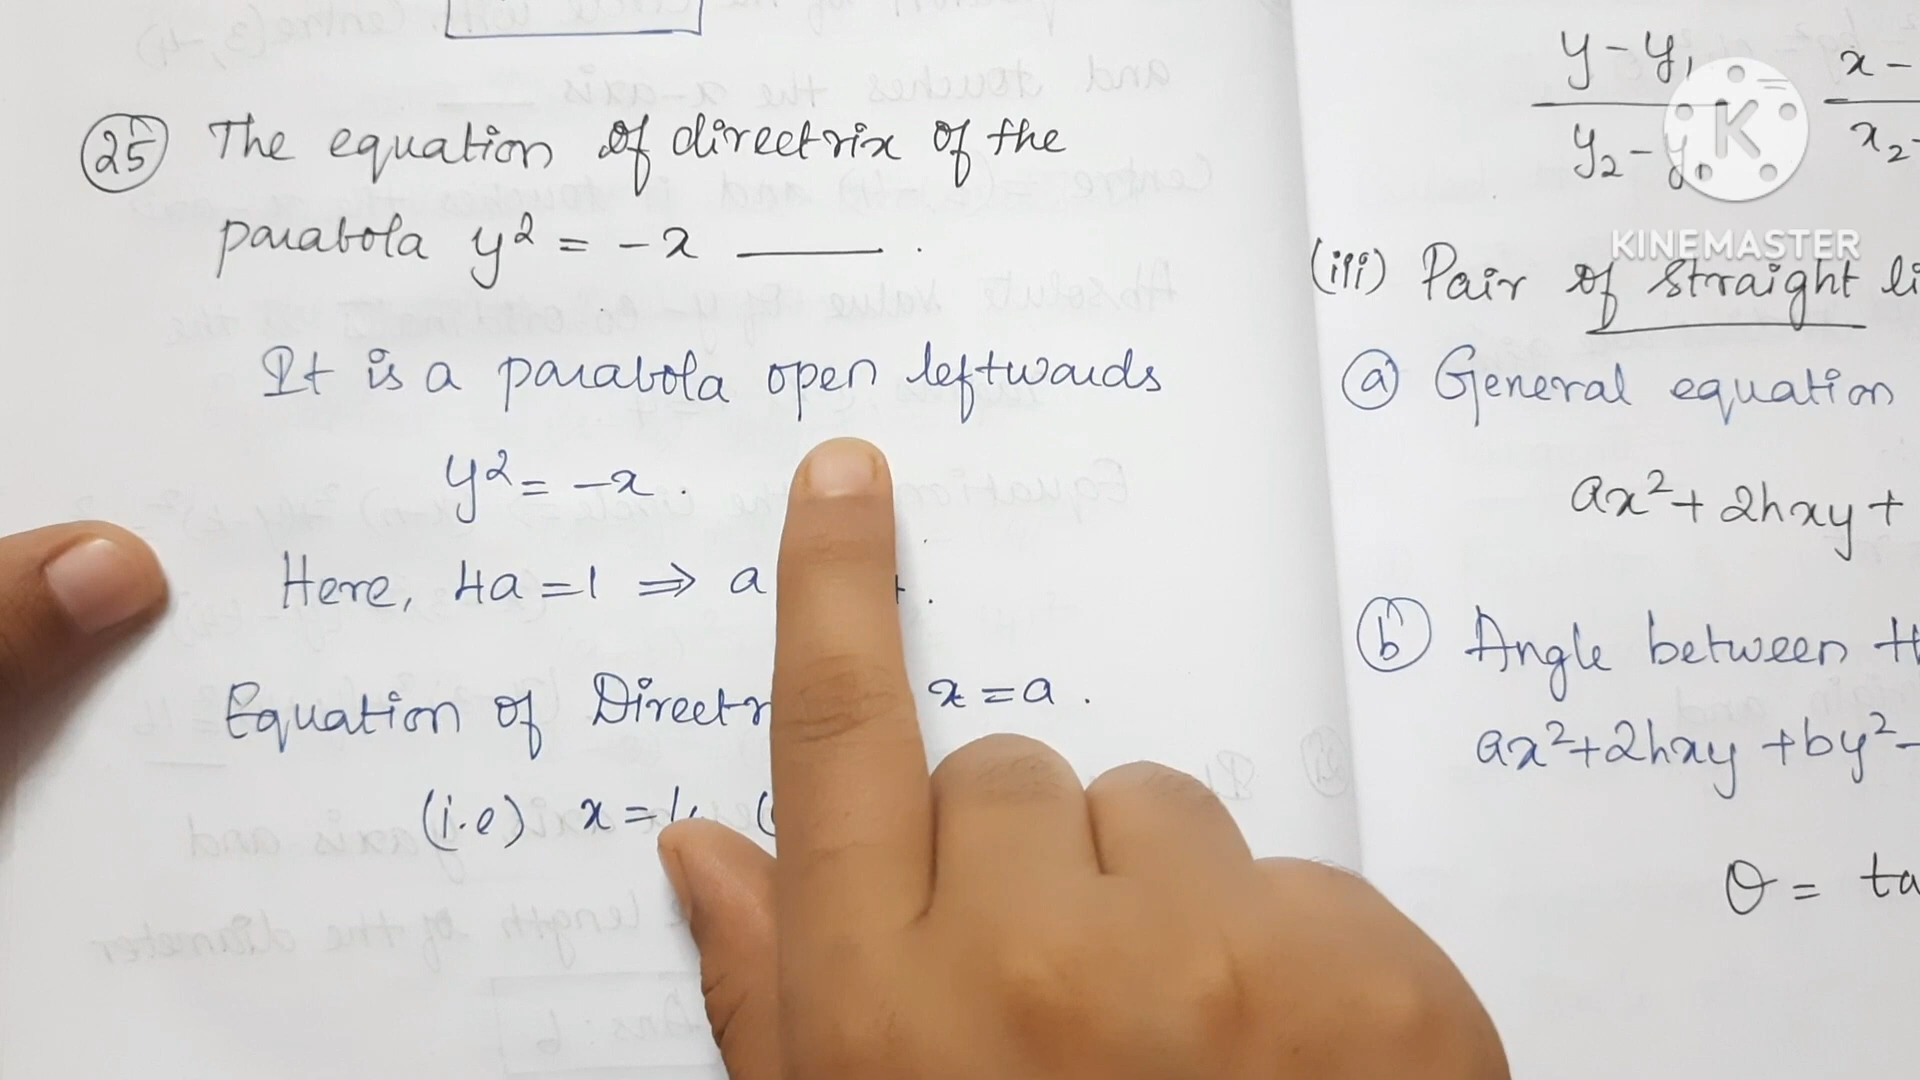 (25) The equation of directrix of the
parabola y² = -x ____ .
It is a parabola open leftwards
y² = -x .
Here, 4a = 1 ⇒ a
Equation of x = a .
(i.e) x =
y - y₁ x -
y₂ - y₁ x₂ -
K
KINEMASTER
(iii) Pair of straight
(a) General equation
ax² + 2hxy +
(b) Angle between
ax² + 2hxy + by² -
θ =